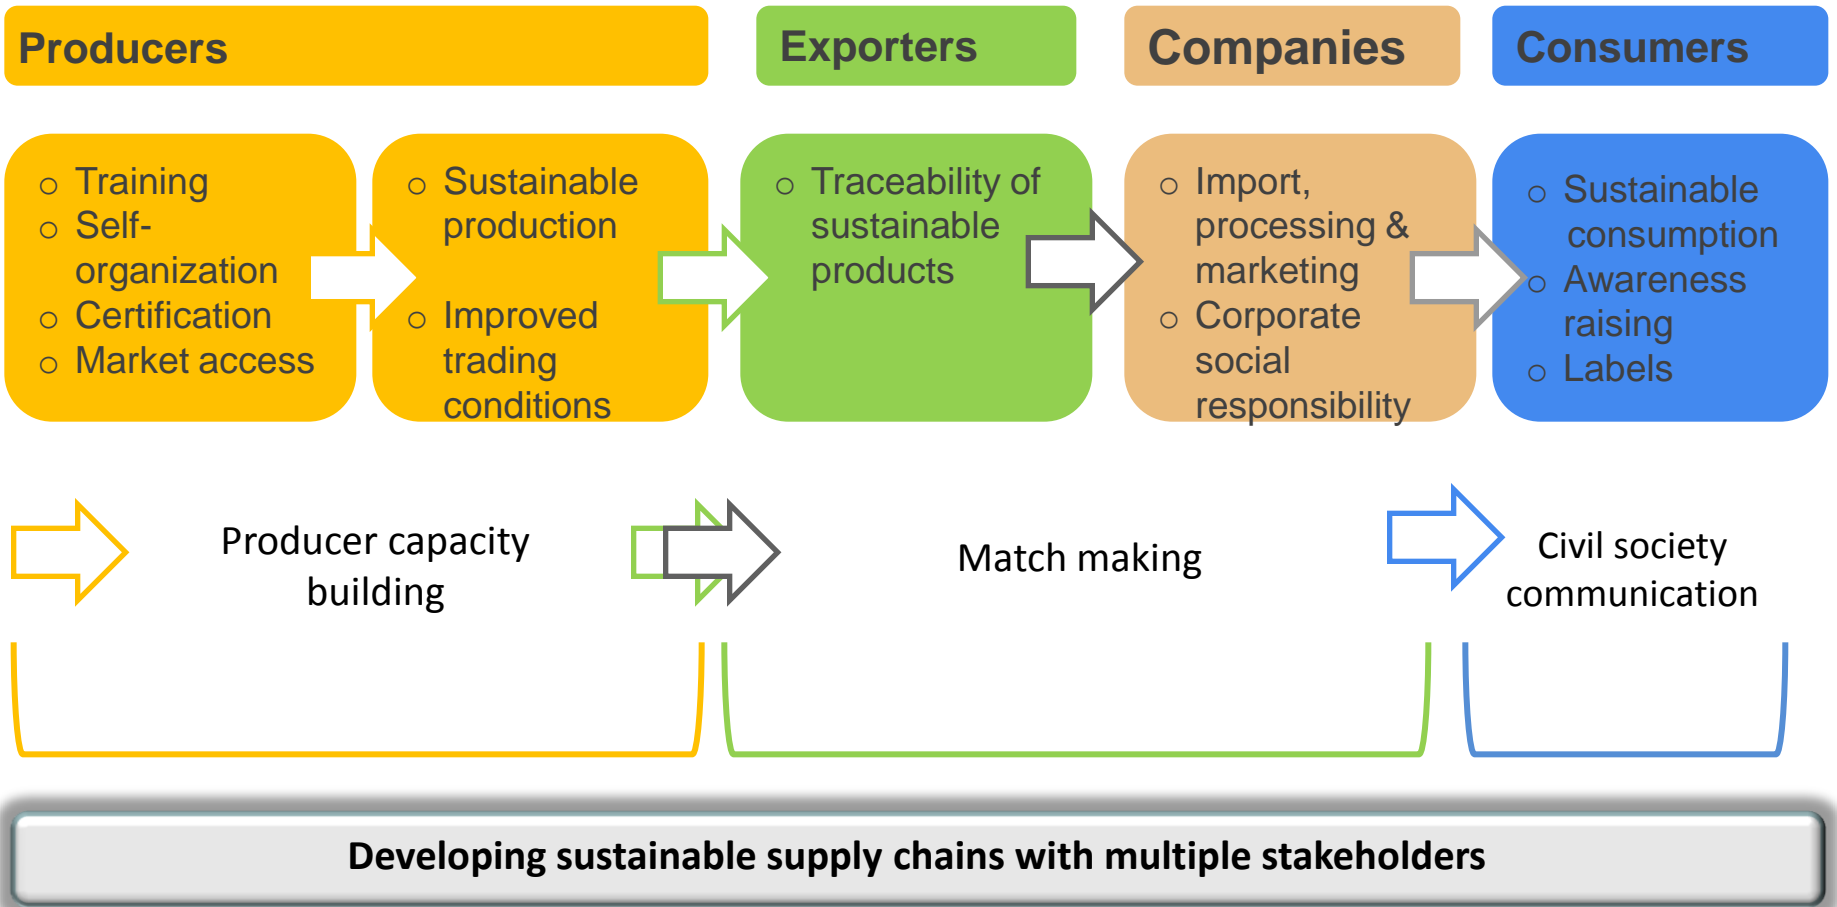 Producers
Exporters
Companies
Consumers
o Training
o Self-
organization
o Certification
o Market access
o Sustainable
production
o Improved
trading
conditions
o Traceability of
sustainable
products
o Import,
processing &
marketing
o Corporate
social
responsibility
o Sustainable
consumption
o Awareness
raising
o Labels
Producer capacity
building
Match making
Civil society
communication
Developing sustainable supply chains with multiple stakeholders